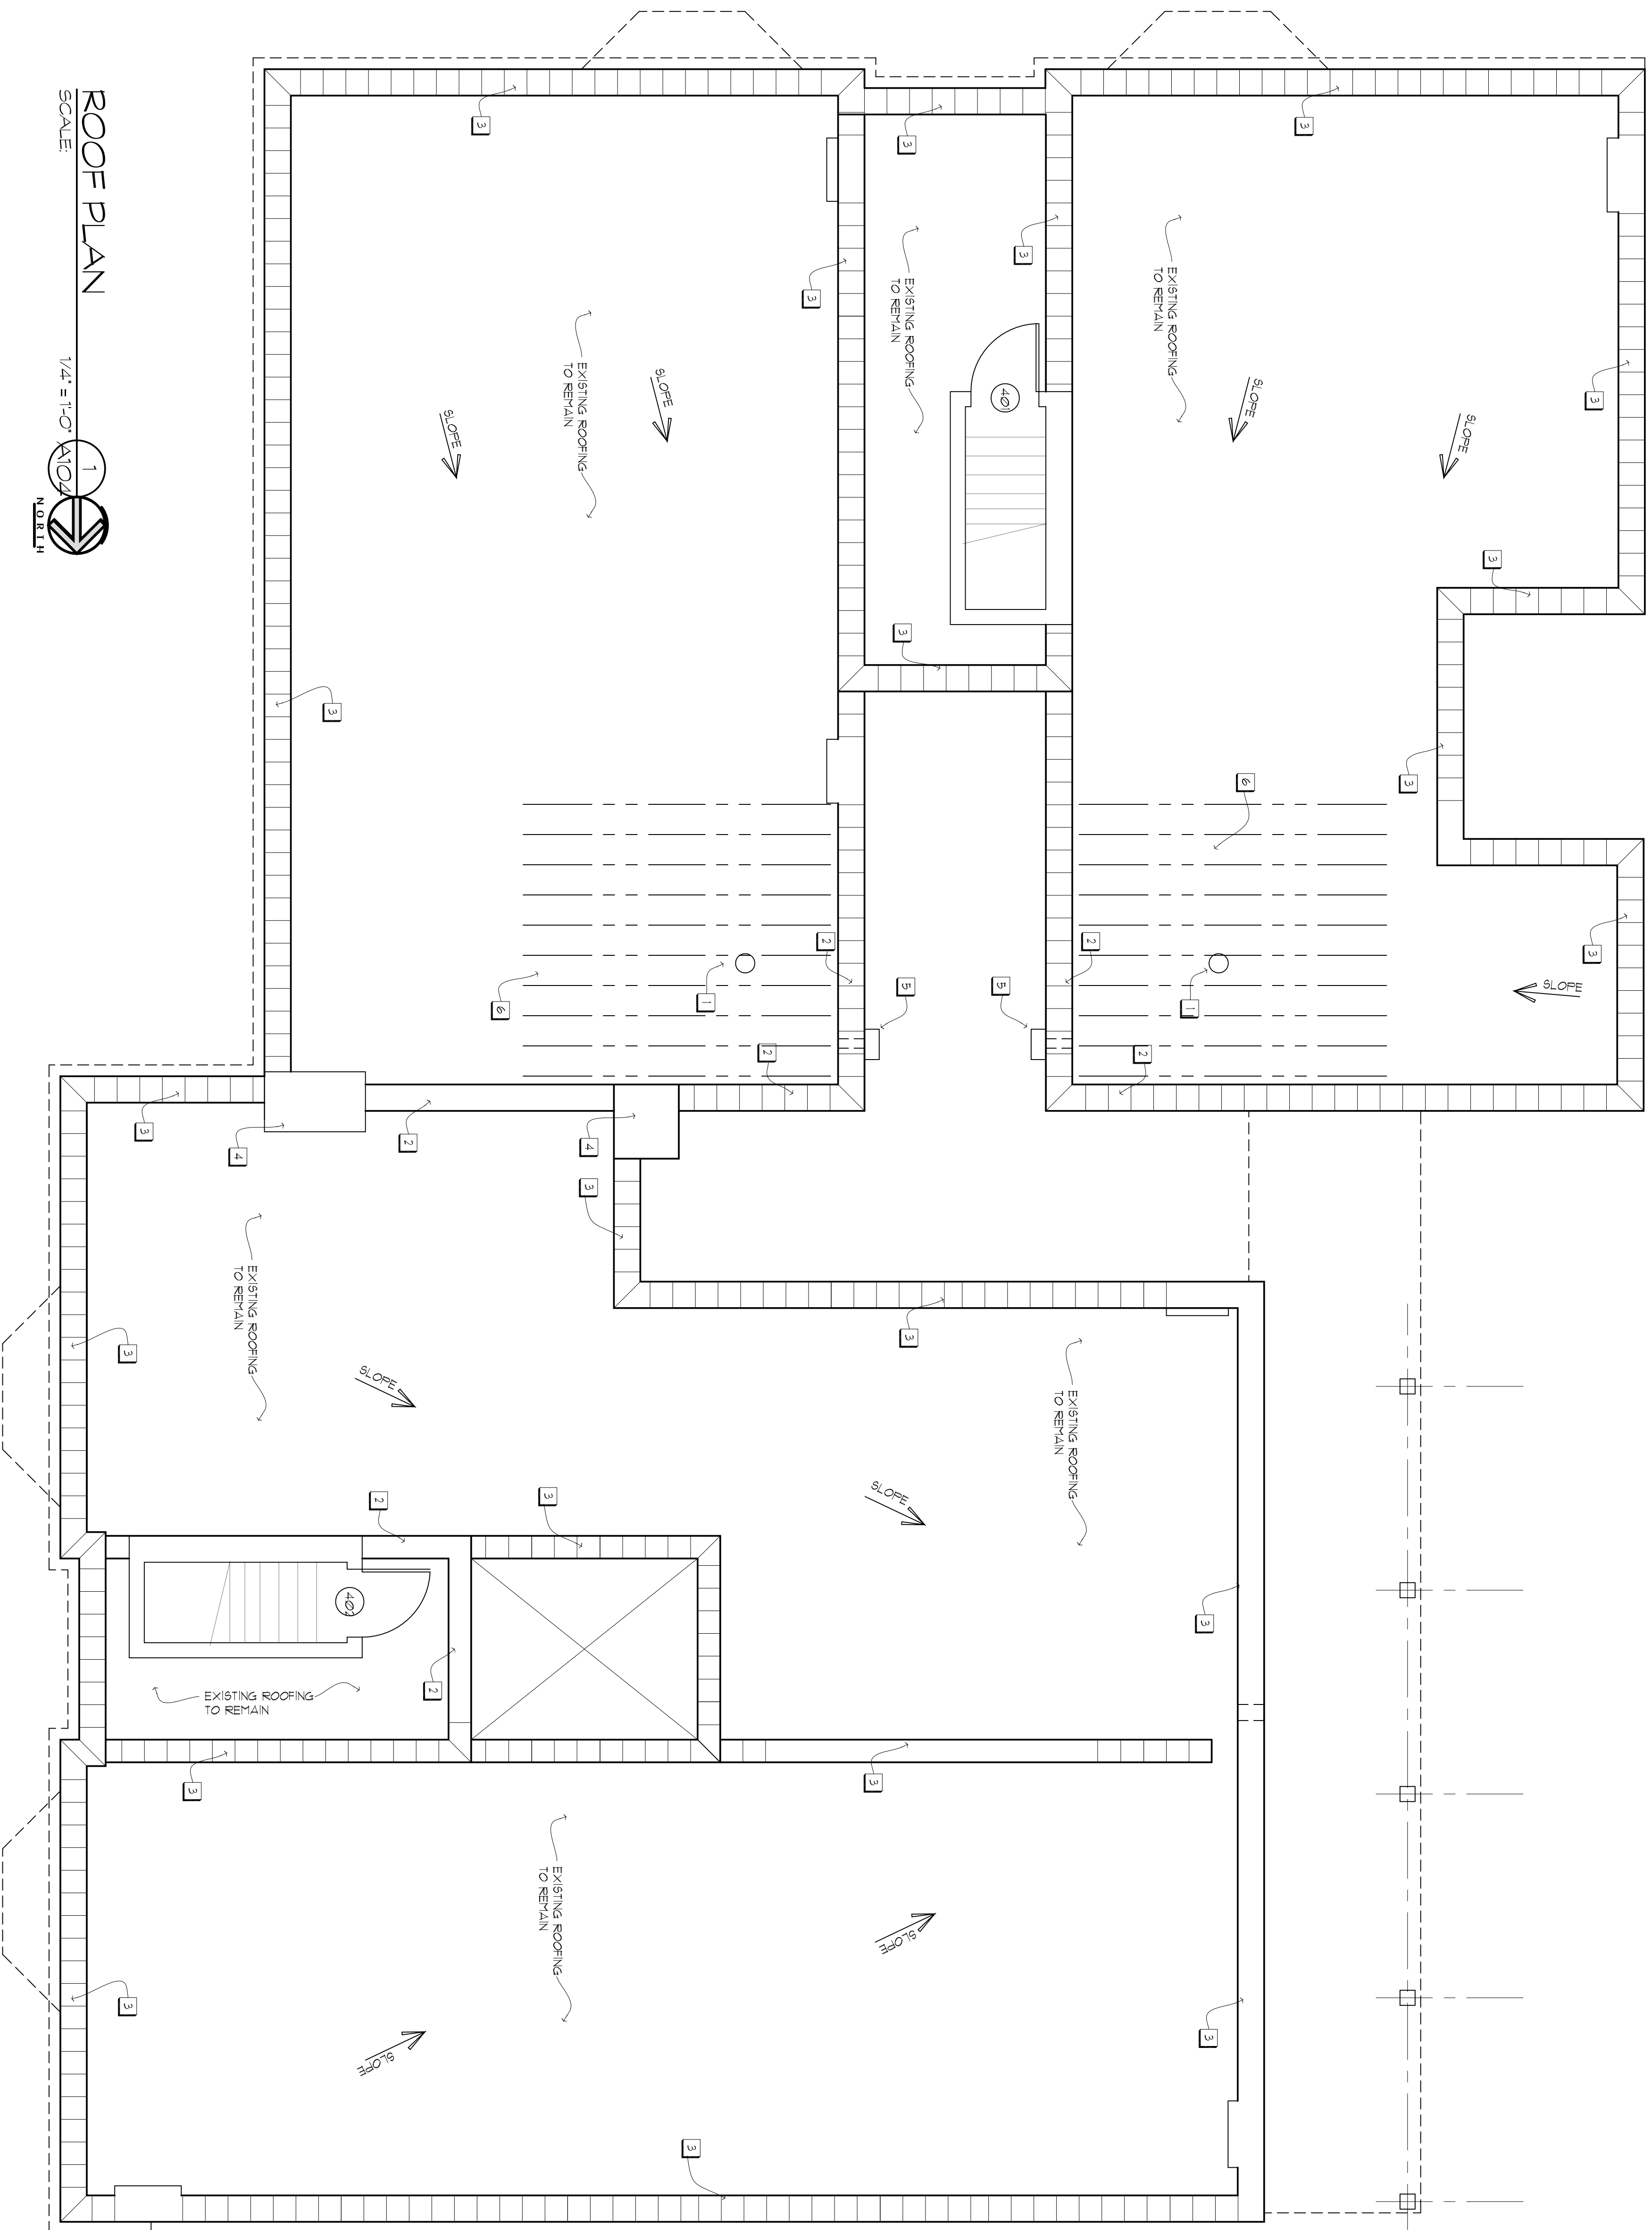 ROOF PLAN
SCALE:
1/4" = 1'-0"
1
A104
NORTH
3
3
3
3
3
3
EXISTING ROOFING
TO REMAIN
EXISTING ROOFING
TO REMAIN
EXISTING ROOFING
TO REMAIN
SLOPE
SLOPE
SLOPE
SLOPE
401
3
3
3
3
3
6
2
2
3
SLOPE
5
5
1
1
6
2
2
3
4
2
4
3
EXISTING ROOFING
TO REMAIN
3
3
SLOPE
EXISTING ROOFING
TO REMAIN
SLOPE
2
3
402
3
2
EXISTING ROOFING
TO REMAIN
3
3
EXISTING ROOFING
TO REMAIN
SLOPE
3
SLOPE
3
3